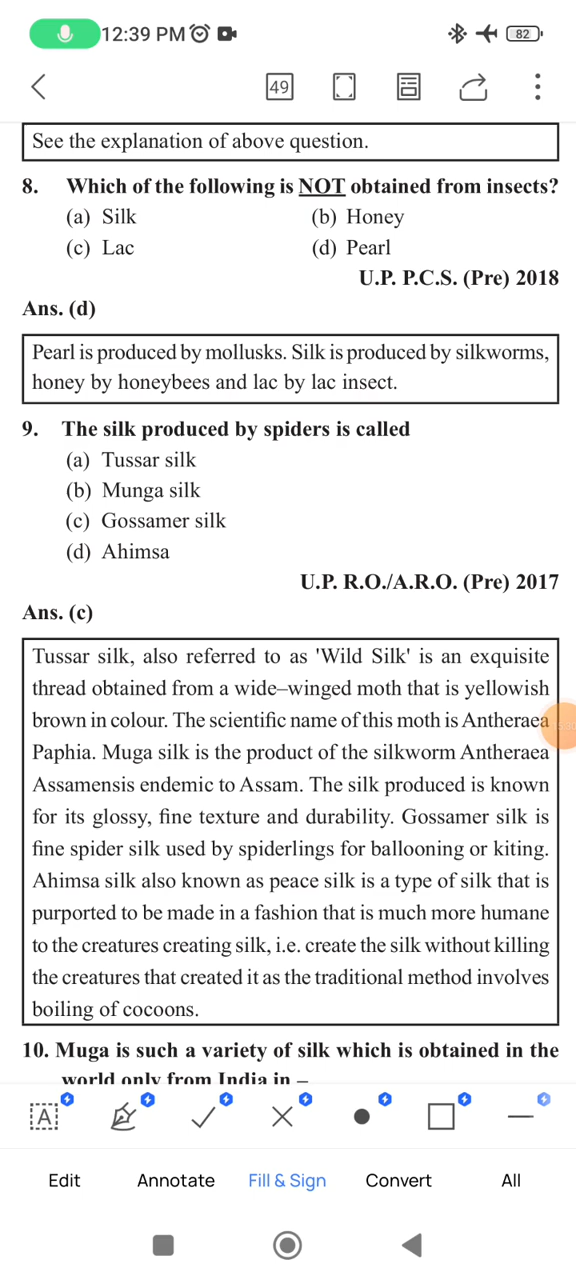 12:39 PM
82
49
See the explanation of above question.
8. Which of the following is NOT obtained from insects?
(a) Silk (b) Honey
(c) Lac (d) Pearl
U.P. P.C.S. (Pre) 2018
Ans. (d)
Pearl is produced by mollusks. Silk is produced by silkworms,
honey by honeybees and lac by lac insect.
9. The silk produced by spiders is called
(a) Tussar silk
(b) Munga silk
(c) Gossamer silk
(d) Ahimsa
U.P. R.O./A.R.O. (Pre) 2017
Ans. (c)
Tussar silk, also referred to as 'Wild Silk' is an exquisite
thread obtained from a wide–winged moth that is yellowish
brown in colour. The scientific name of this moth is Antheraea
Paphia. Muga silk is the product of the silkworm Antheraea
Assamensis endemic to Assam. The silk produced is known
for its glossy, fine texture and durability. Gossamer silk is
fine spider silk used by spiderlings for ballooning or kiting.
Ahimsa silk also known as peace silk is a type of silk that is
purported to be made in a fashion that is much more humane
to the creatures creating silk, i.e. create the silk without killing
the creatures that created it as the traditional method involves
boiling of cocoons.
10. Muga is such a variety of silk which is obtained in the
world only from India in –
A
Edit Annotate Fill & Sign Convert All